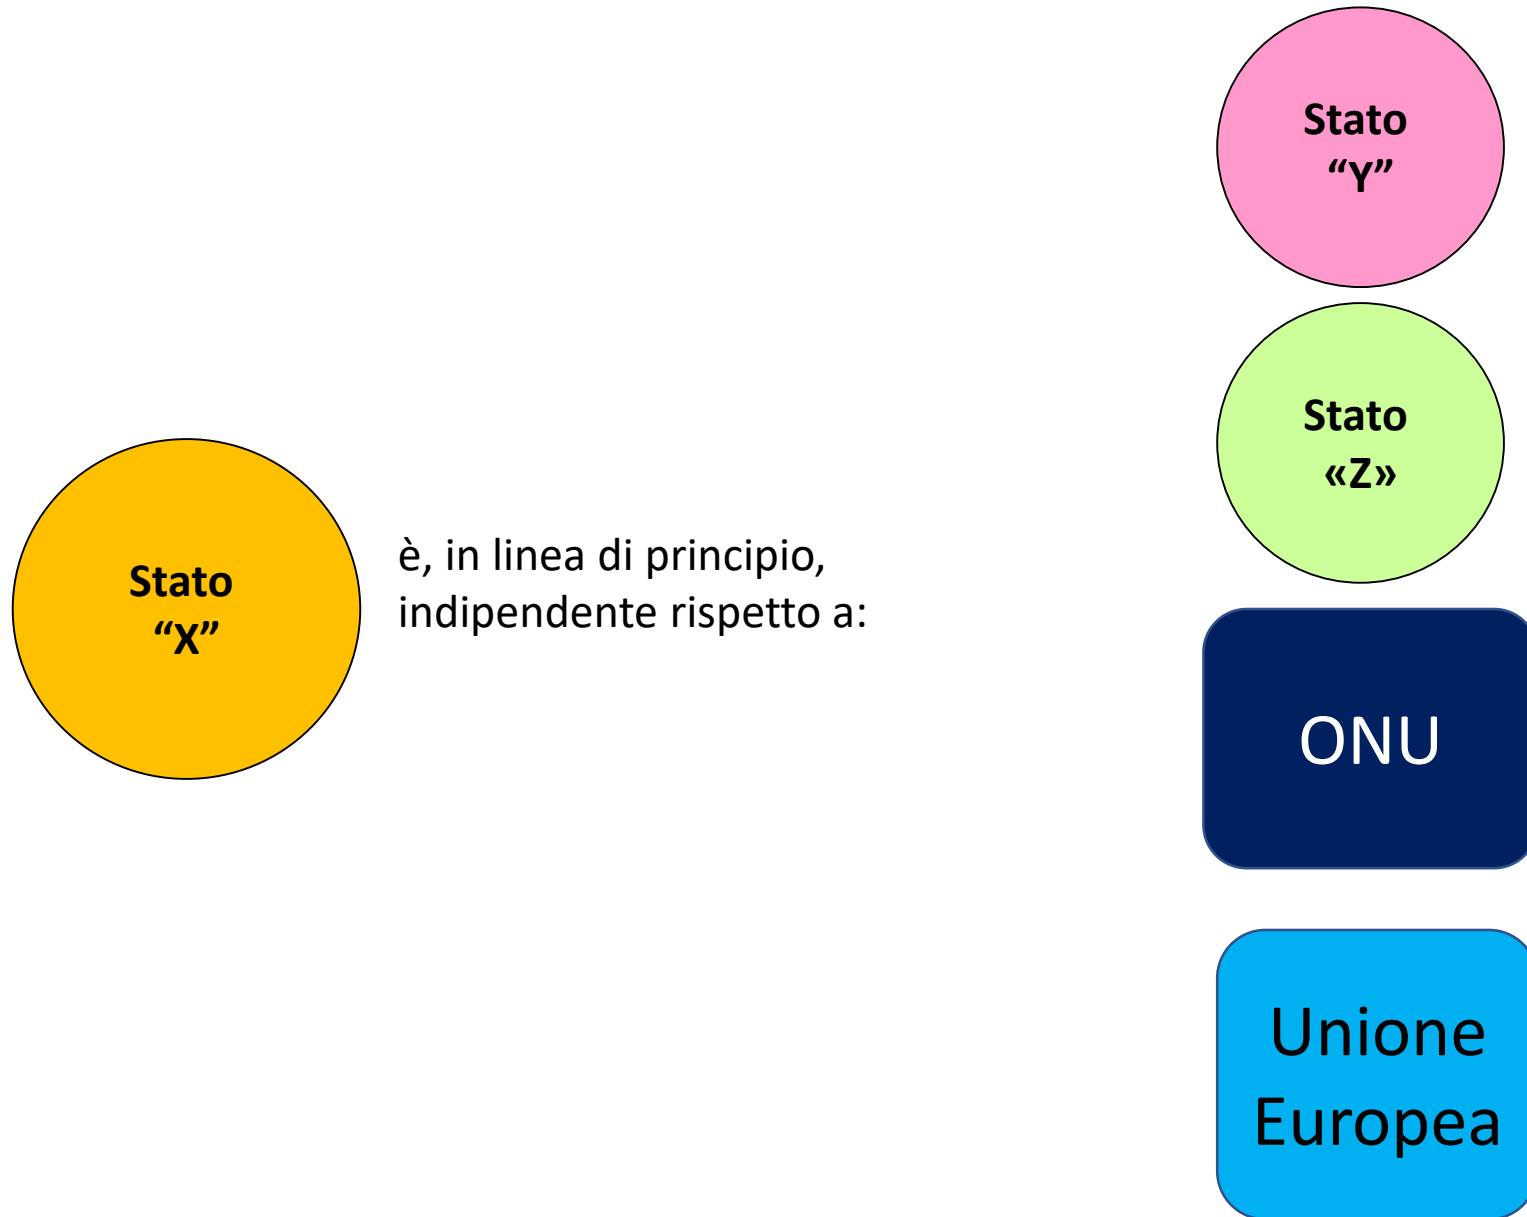 Stato
“X”
è, in linea di principio,
indipendente rispetto a:
Stato
“Y”
Stato
«Z»
ONU
Unione
Europea